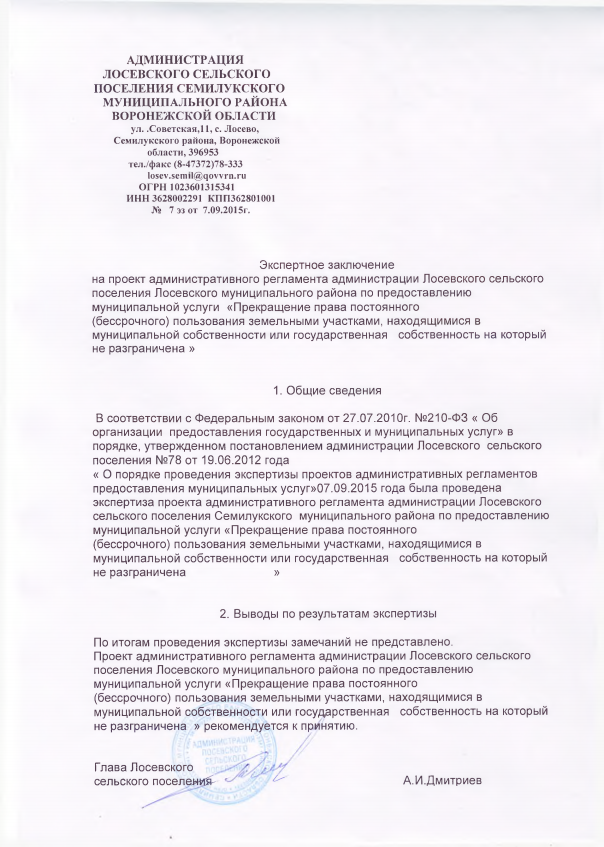 АДМИНИСТРАЦИЯ
ЛОСЕВСКОГО СЕЛЬСКОГО
ПОСЕЛЕНИЯ СЕМИЛУКСКОГО
МУНИЦИПАЛЬНОГО РАЙОНА
ВОРОНЕЖСКОЙ ОБЛАСТИ
ул. .Советская,11, с. Лосево,
Семилукского района, Воронежской
области, 396953
тел./факс (8-47372)78-333
losev.semil@qovvrn.ru
ОГРН 1023601315341
ИНН 3628002291 КПП362801001
№ 7 эз от 7.09.2015г.
Экспертное заключение
на проект административного регламента администрации Лосевского сельского
поселения Лосевского муниципального района по предоставлению
муниципальной услуги «Прекращение права постоянного
(бессрочного) пользования земельными участками, находящимися в
муниципальной собственности или государственная собственность на который
не разграничена »
1. Общие сведения
В соответствии с Федеральным законом от 27.07.2010г. №210-ФЗ « Об
организации предоставления государственных и муниципальных услуг» в
порядке, утвержденном постановлением администрации Лосевского сельского
поселения №78 от 19.06.2012 года
« О порядке проведения экспертизы проектов административных регламентов
предоставления муниципальных услуг»07.09.2015 года была проведена
экспертиза проекта административного регламента администрации Лосевского
сельского поселения Семилукского муниципального района по предоставлению
муниципальной услуги «Прекращение права постоянного
(бессрочного) пользования земельными участками, находящимися в
муниципальной собственности или государственная собственность на который
не разграничена »
2. Выводы по результатам экспертизы
По итогам проведения экспертизы замечаний не представлено.
Проект административного регламента администрации Лосевского сельского
поселения Лосевского муниципального района по предоставлению
муниципальной услуги «Прекращение права постоянного
(бессрочного) пользования земельными участками, находящимися в
муниципальной собственности или государственная собственность на который
не разграничена » рекомендуется к принятию.
Глава Лосевского
сельского поселения А.И.Дмитриев
АДМИНИСТРАЦИЯ
ЛОСЕВСКОГО
СЕЛЬСКОГО